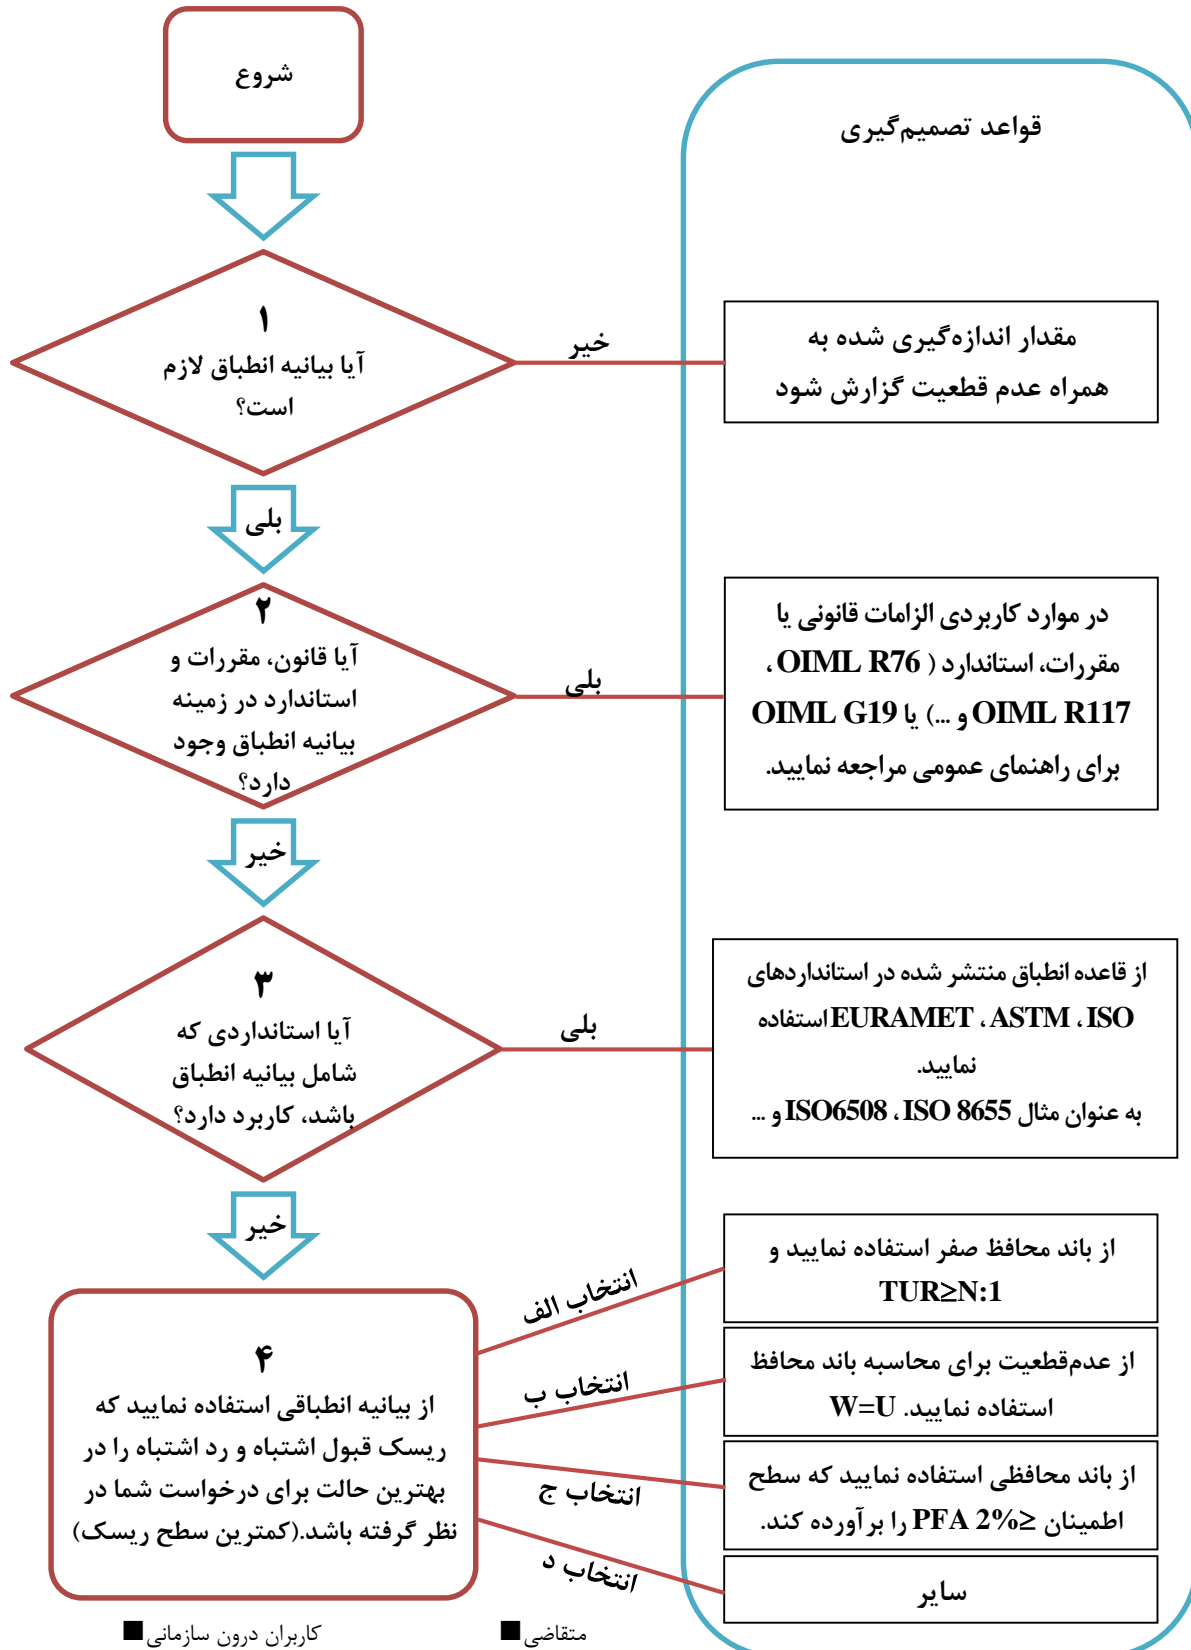 شروع
قواعد تصمیم‌گیری
۱
آیا بیانیه انطباق لازم
است؟
خیر
مقدار اندازه‌گیری شده به
همراه عدم قطعیت گزارش شود
بلی
۲
آیا قانون، مقررات و
استاندارد در زمینه
بیانیه انطباق وجود
دارد؟
بلی
در موارد کاربردی الزامات قانونی یا
مقررات، استاندارد ( OIML R76 ،
OIML R117 و ...) یا OIML G19
برای راهنمای عمومی مراجعه نمایید.
خیر
۳
آیا استانداردی که
شامل بیانیه انطباق
باشد، کاربرد دارد؟
بلی
از قاعده انطباق منتشر شده در استانداردهای
ISO ، ASTM ، EURAMET استفاده
نمایید.
به عنوان مثال ISO 8655 ، ISO6508 و ...
خیر
۴
از بیانیه انطباقی استفاده نمایید که
ریسک قبول اشتباه و رد اشتباه را در
بهترین حالت برای درخواست شما در
نظر گرفته باشد.(کمترین سطح ریسک)
انتخاب الف
از باند محافظ صفر استفاده نمایید و
TUR≥N:1
انتخاب ب
از عدم‌قطعیت برای محاسبه باند محافظ
استفاده نمایید. W=U
انتخاب ج
از باند محافظی استفاده نمایید که سطح
اطمینان PFA 2%≥ را برآورده کند.
انتخاب د
سایر
متقاضی■
کاربران درون سازمانی■